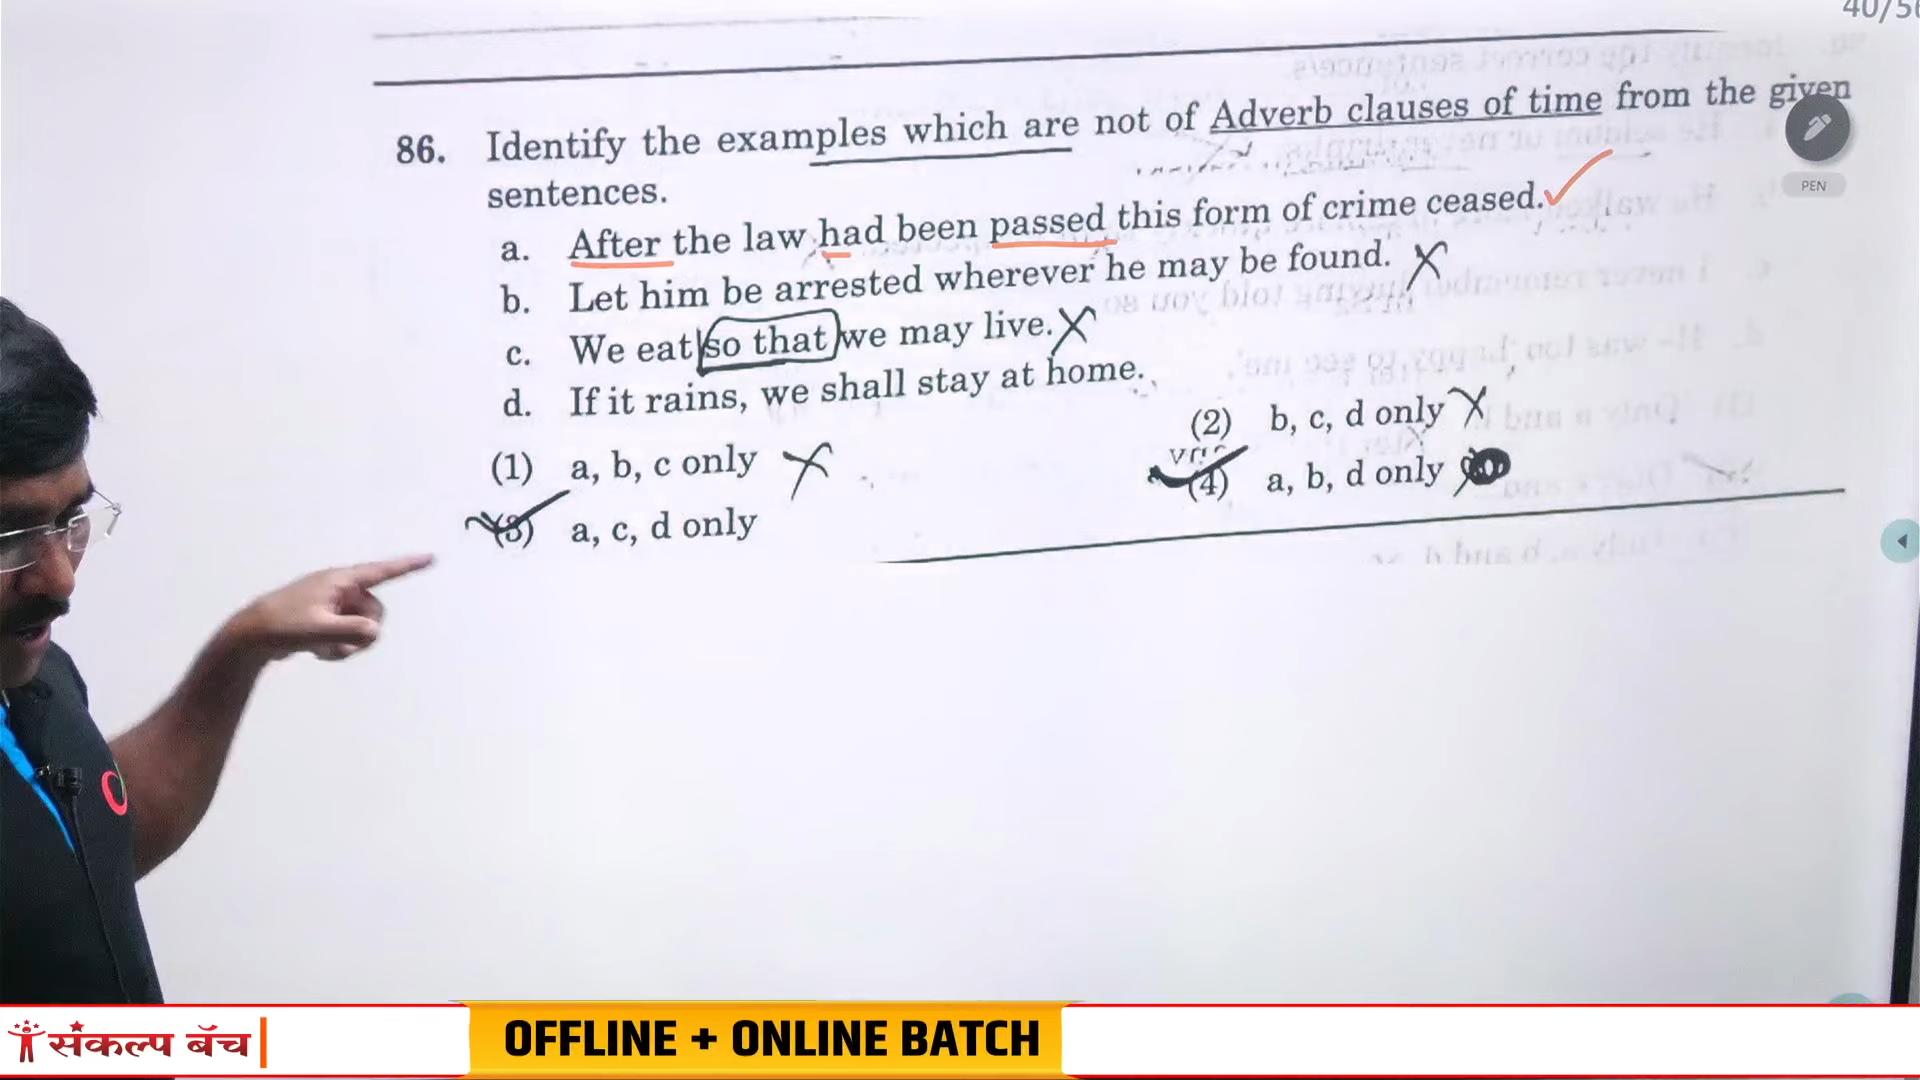 40/56
86. Identify the examples which are not of Adverb clauses of time from the given
sentences.
a. After the law had been passed this form of crime ceased.
b. Let him be arrested wherever he may be found.
c. We eat so that we may live.
d. If it rains, we shall stay at home.
(1) a, b, c only
(2) b, c, d only
(3) a, c, d only
(4) a, b, d only
PEN
संकल्प बॅच
OFFLINE + ONLINE BATCH